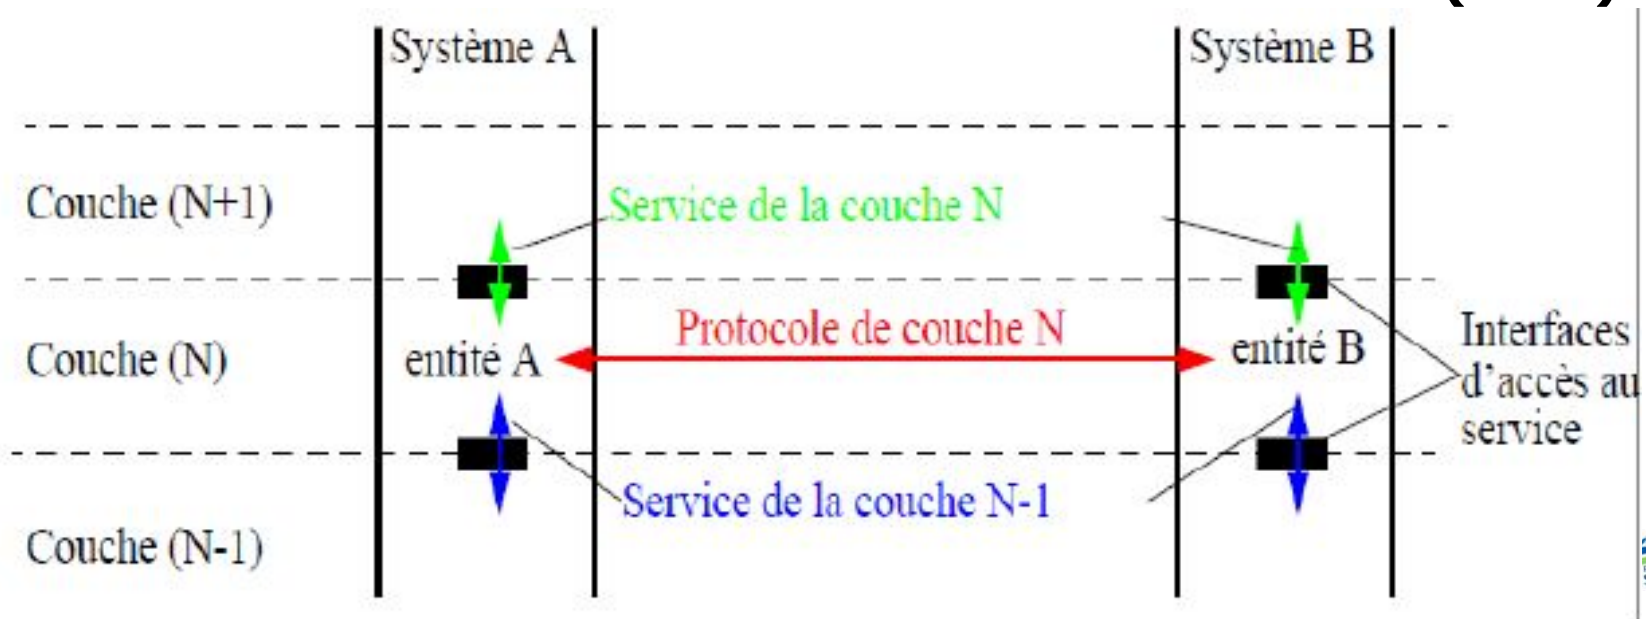 Système A
Système B
Couche (N+1)
Service de la couche N
Protocole de couche N
Couche (N)
entité A
entité B
Interfaces
d'accès au
service
Service de la couche N-1
Couche (N-1)